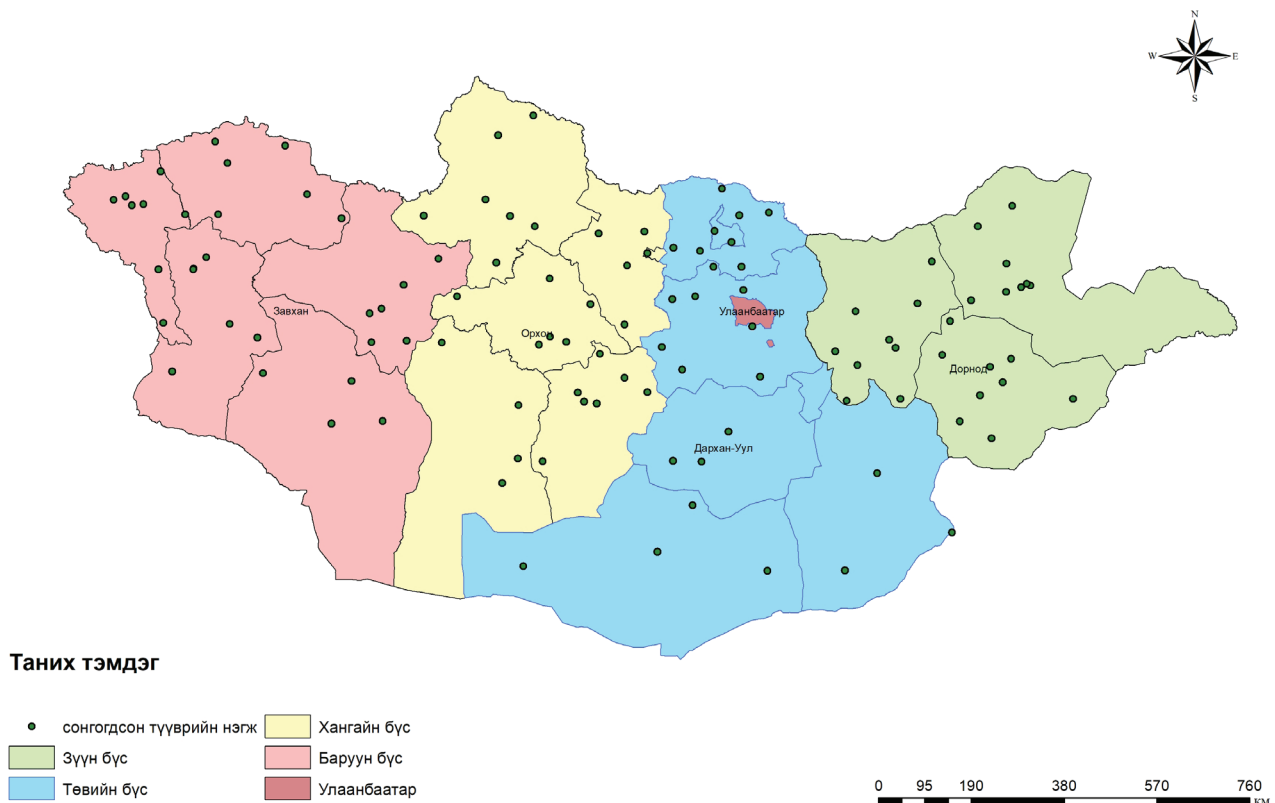 N
W E
S
Завхан
Орхон
Улаанбаатар
Дорнод
Дархан-Уул
Таних тэмдэг
сонгогдсон түүврийн нэгж
Хангайн бүс
Зүүн бүс
Баруун бүс
Төвийн бүс
Улаанбаатар
0 95 190 380 570 760
КМ